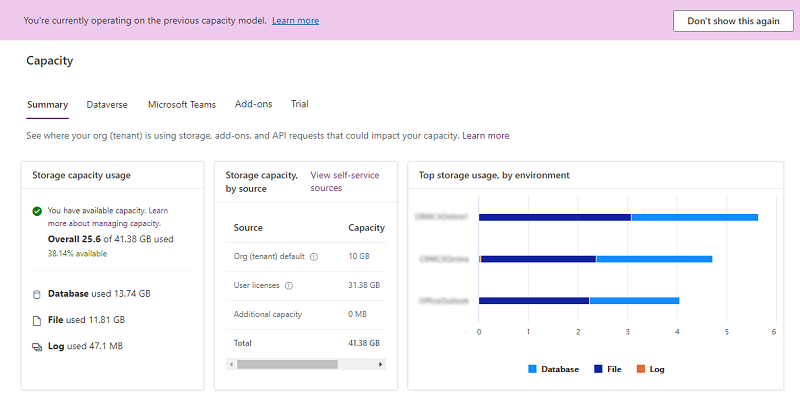 You're currently operating on the previous capacity model. Learn more
Don't show this again
Capacity
Summary Dataverse Microsoft Teams Add-ons Trial
See where your org (tenant) is using storage, add-ons, and API requests that could impact your capacity. Learn more
Storage capacity usage
You have available capacity. Learn
more about managing capacity.
Overall 25.6 of 41.38 GB used
38.14% available
Database used 13.74 GB
File used 11.81 GB
Log used 47.1 MB
Storage capacity,
by source
View self-service
sources
Source Capacity
Org (tenant) default 10 GB
User licenses 31.38 GB
Additional capacity 0 MB
Total 41.38 GB
Top storage usage, by environment
0 1 2 3 4 5 6
Database File Log